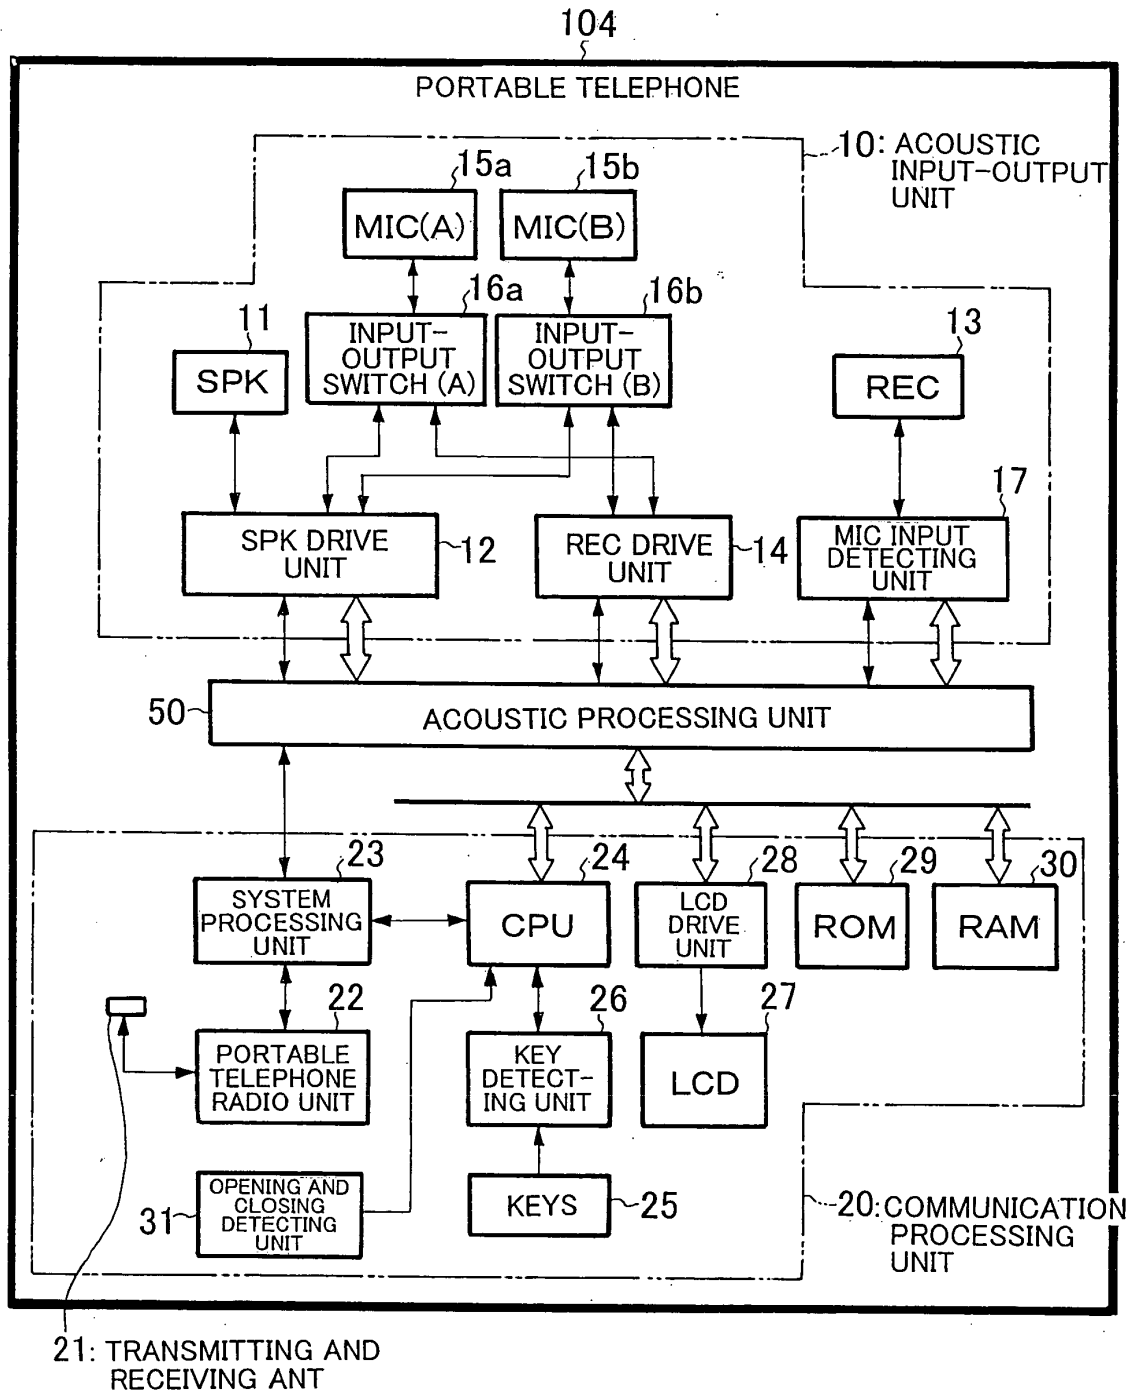 104
PORTABLE TELEPHONE
10: ACOUSTIC
INPUT-OUTPUT
UNIT
15a
15b
MIC(A)
MIC(B)
16a
16b
11
13
INPUT-
OUTPUT
SWITCH (A)
INPUT-
OUTPUT
SWITCH (B)
SPK
REC
17
SPK DRIVE
UNIT
12
REC DRIVE
UNIT
14
MIC INPUT
DETECTING
UNIT
50
ACOUSTIC PROCESSING UNIT
23
24
28
29
30
SYSTEM
PROCESSING
UNIT
CPU
LCD
DRIVE
UNIT
ROM
RAM
22
26
27
PORTABLE
TELEPHONE
RADIO UNIT
KEY
DETECT-
ING UNIT
LCD
31
OPENING AND
CLOSING
DETECTING
UNIT
KEYS
25
20: COMMUNICATION
PROCESSING
UNIT
21: TRANSMITTING AND
RECEIVING ANT